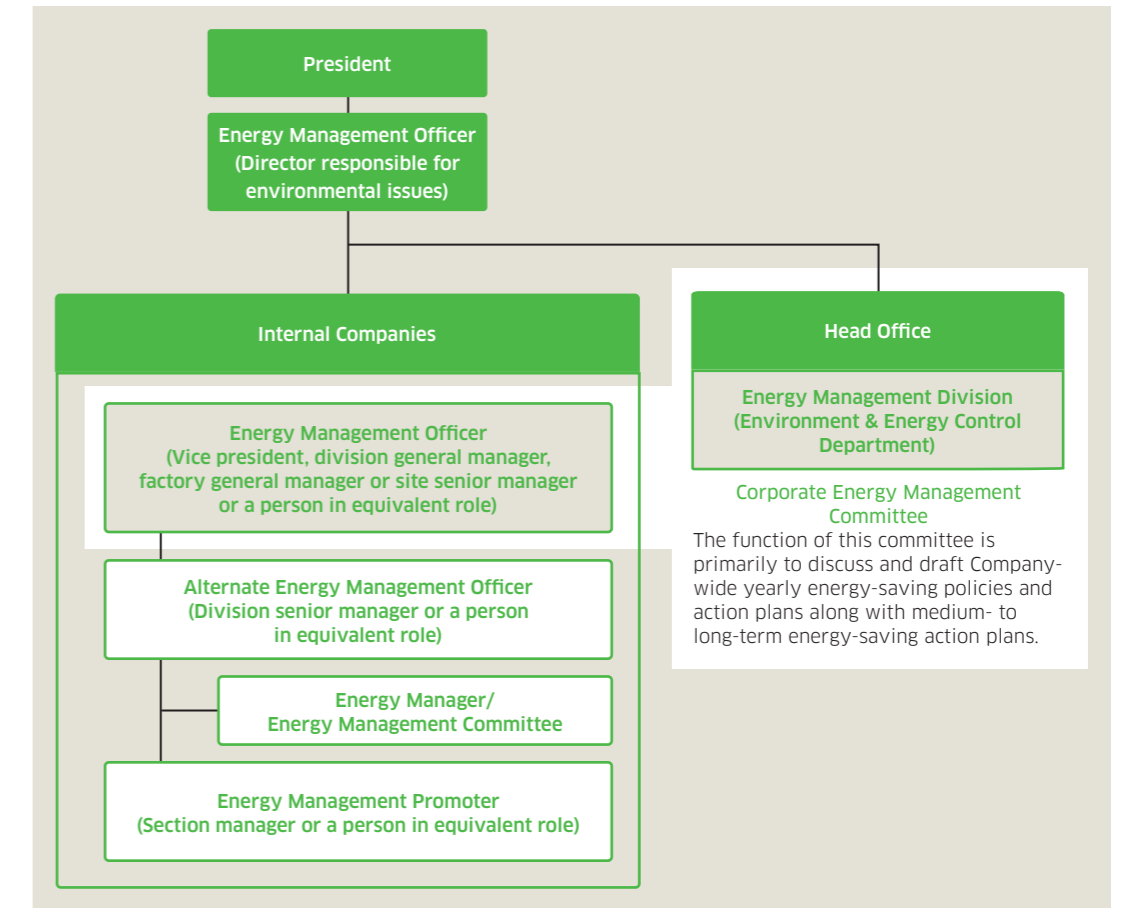 President
Energy Management Officer
(Director responsible for
environmental issues)
Internal Companies
Energy Management Officer
(Vice president, division general manager,
factory general manager or site senior manager
or a person in equivalent role)
Alternate Energy Management Officer
(Division senior manager or a person
in equivalent role)
Energy Manager/
Energy Management Committee
Energy Management Promoter
(Section manager or a person in equivalent role)
Head Office
Energy Management Division
(Environment & Energy Control
Department)
Corporate Energy Management
Committee
The function of this committee is
primarily to discuss and draft Company-
wide yearly energy-saving policies and
action plans along with medium- to
long-term energy-saving action plans.